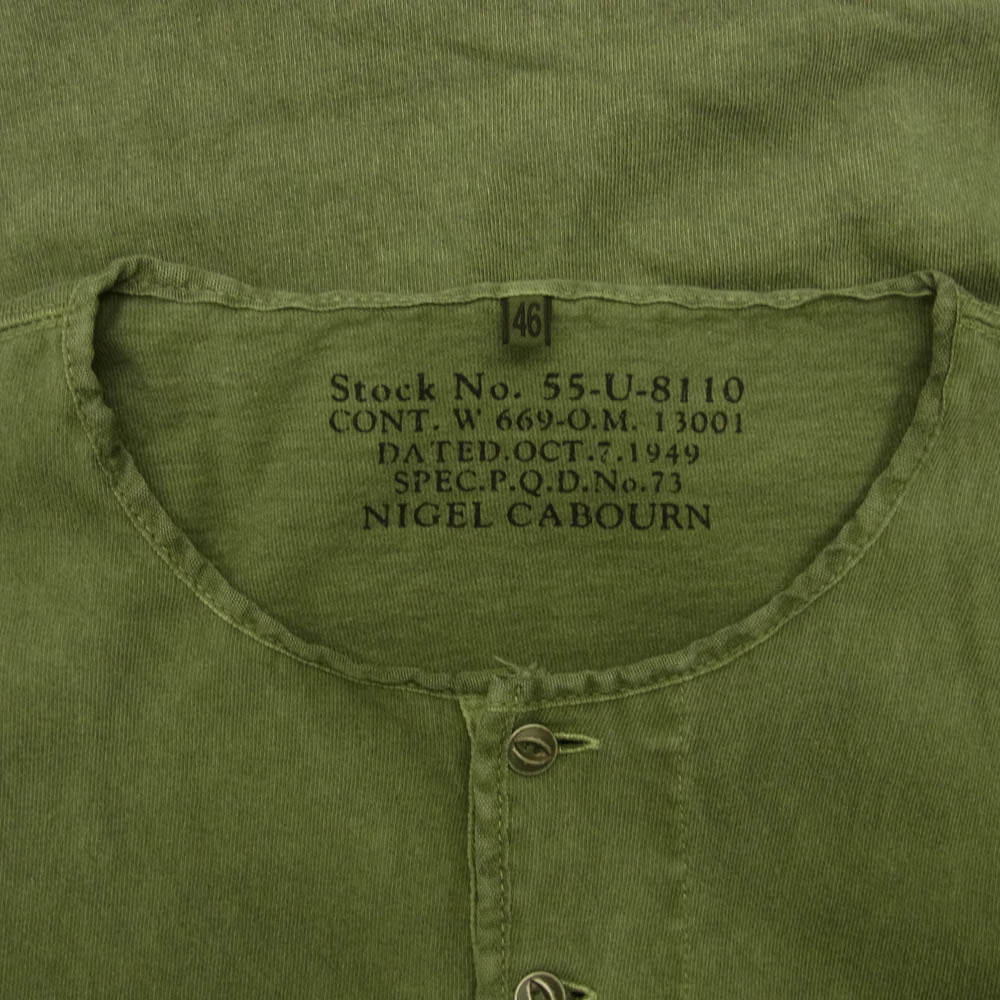 46
Stock No. 55-U-8110
CONT. W 669-O.M. 13001
DATED.OCT.7.1949
SPEC.P.Q.D.No.73
NIGEL CABOURN